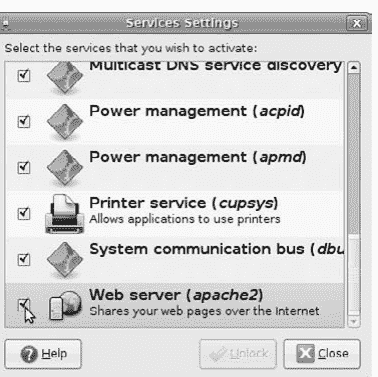 Services Settings
Select the services that you wish to activate:
Multicast DNS service discovery
Power management (acpid)
Power management (apmd)
Printer service (cupsys)
Allows applications to use printers
System communication bus (dbu
Web server (apache2)
Shares your web pages over the Internet
Help
Unlock
Close